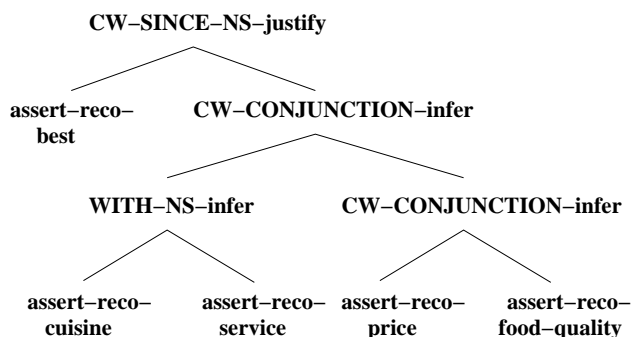 CW–SINCE–NS–justify
assert–reco–
best
CW–CONJUNCTION–infer
WITH–NS–infer
CW–CONJUNCTION–infer
assert–reco–
cuisine
assert–reco–
service
assert–reco–
price
assert–reco–
food–quality